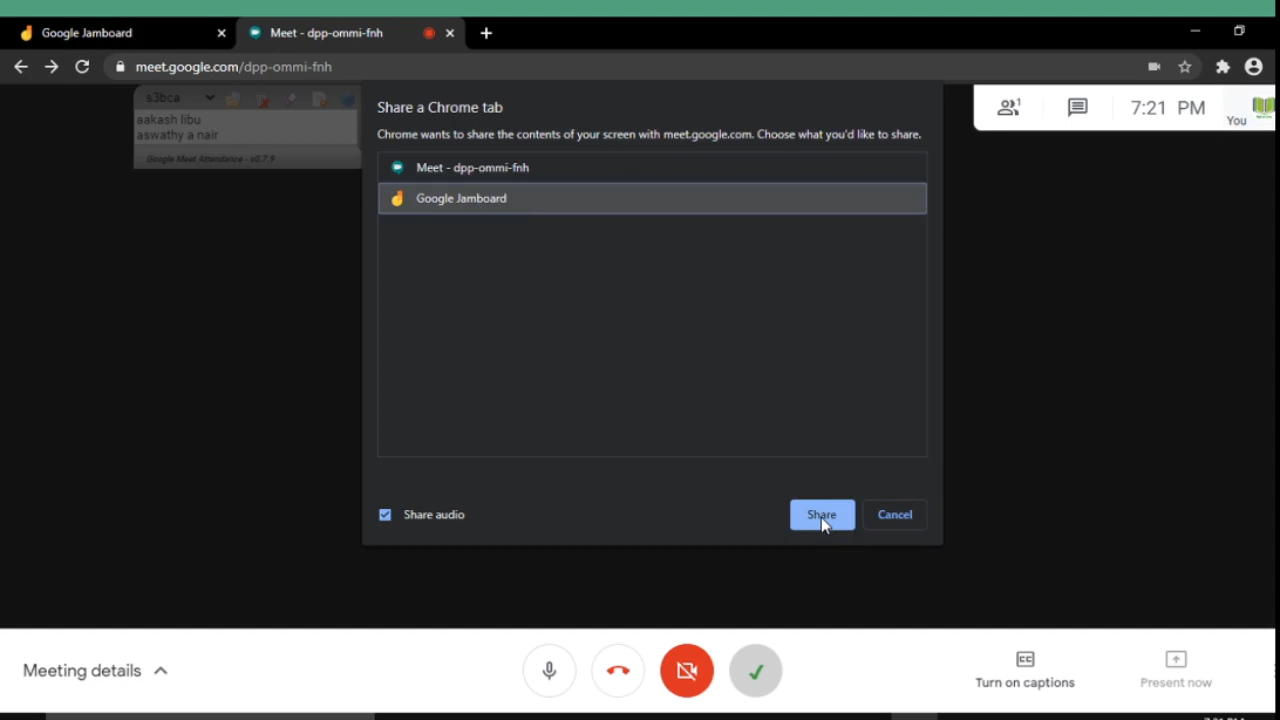 Google Jamboard
Meet - dpp-ommi-fnh
meet.google.com/dpp-ommi-fnh
s3bca
aakash libu
aswathy a nair
Google Meet Attendance - v0.7.9
Share a Chrome tab
Chrome wants to share the contents of your screen with meet.google.com. Choose what you'd like to share.
Meet - dpp-ommi-fnh
Google Jamboard
Share audio
Share
Cancel
1
7:21 PM
You
Meeting details
Turn on captions
Present now